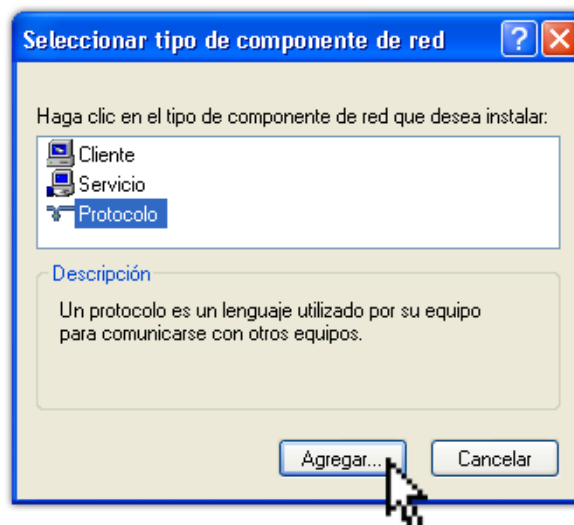 Seleccionar tipo de componente de red
Haga clic en el tipo de componente de red que desea instalar:
Cliente
Servicio
Protocolo
Descripción
Un protocolo es un lenguaje utilizado por su equipo
para comunicarse con otros equipos.
Agregar... Cancelar